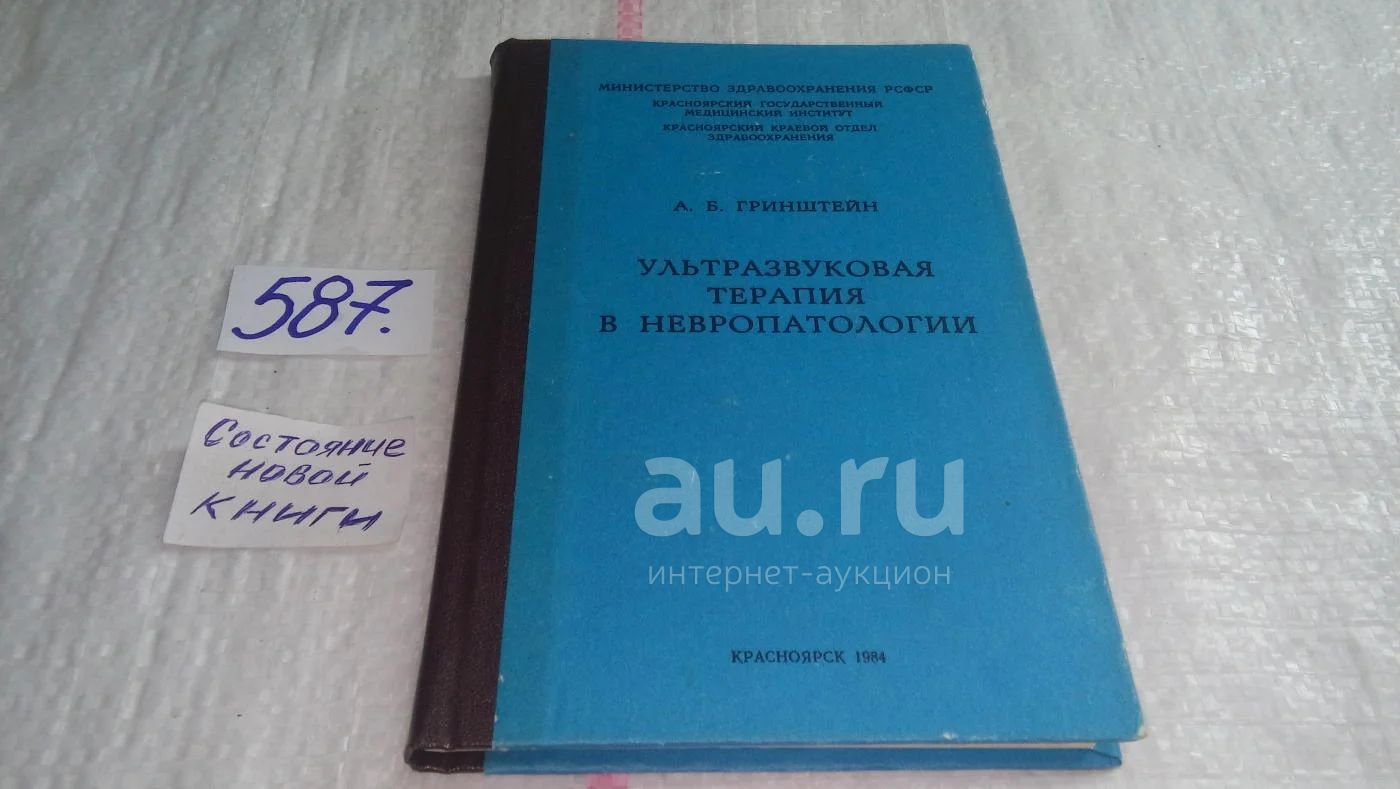 МИНИСТЕРСТВО ЗДРАВООХРАНЕНИЯ РСФСР
КРАСНОЯРСКИЙ ГОСУДАРСТВЕННЫЙ
МЕДИЦИНСКИЙ ИНСТИТУТ
КРАСНОЯРСКИЙ КРАЕВОЙ ОТДЕЛ
ЗДРАВООХРАНЕНИЯ
А. Б. ГРИНШТЕЙН
УЛЬТРАЗВУКОВАЯ
ТЕРАПИЯ
В НЕВРОПАТОЛОГИИ
КРАСНОЯРСК 1984
587.
Состояние
новой
книги
au.ru
интернет-аукцион